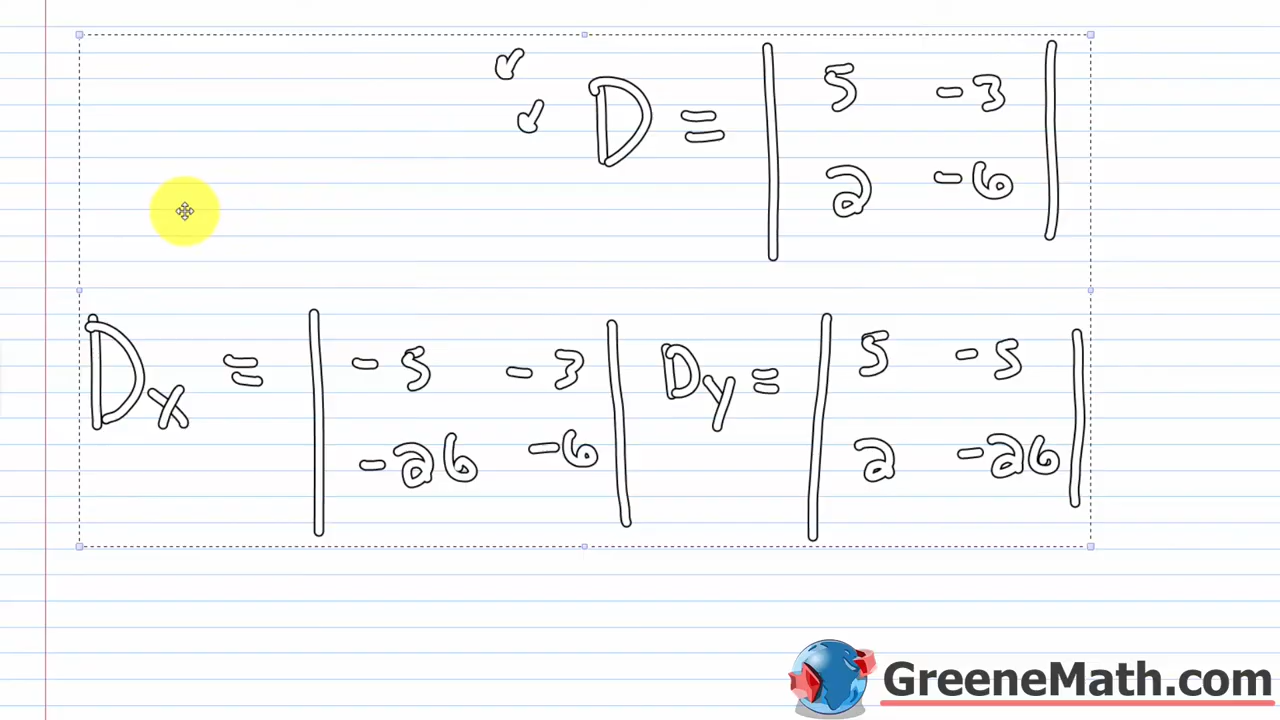 D = | 5 -3 |
| 2 -6 |
Dx = | -5 -3 | Dy = | 5 -5 |
| -26 -6 | | 2 -26 |
GreeneMath.com